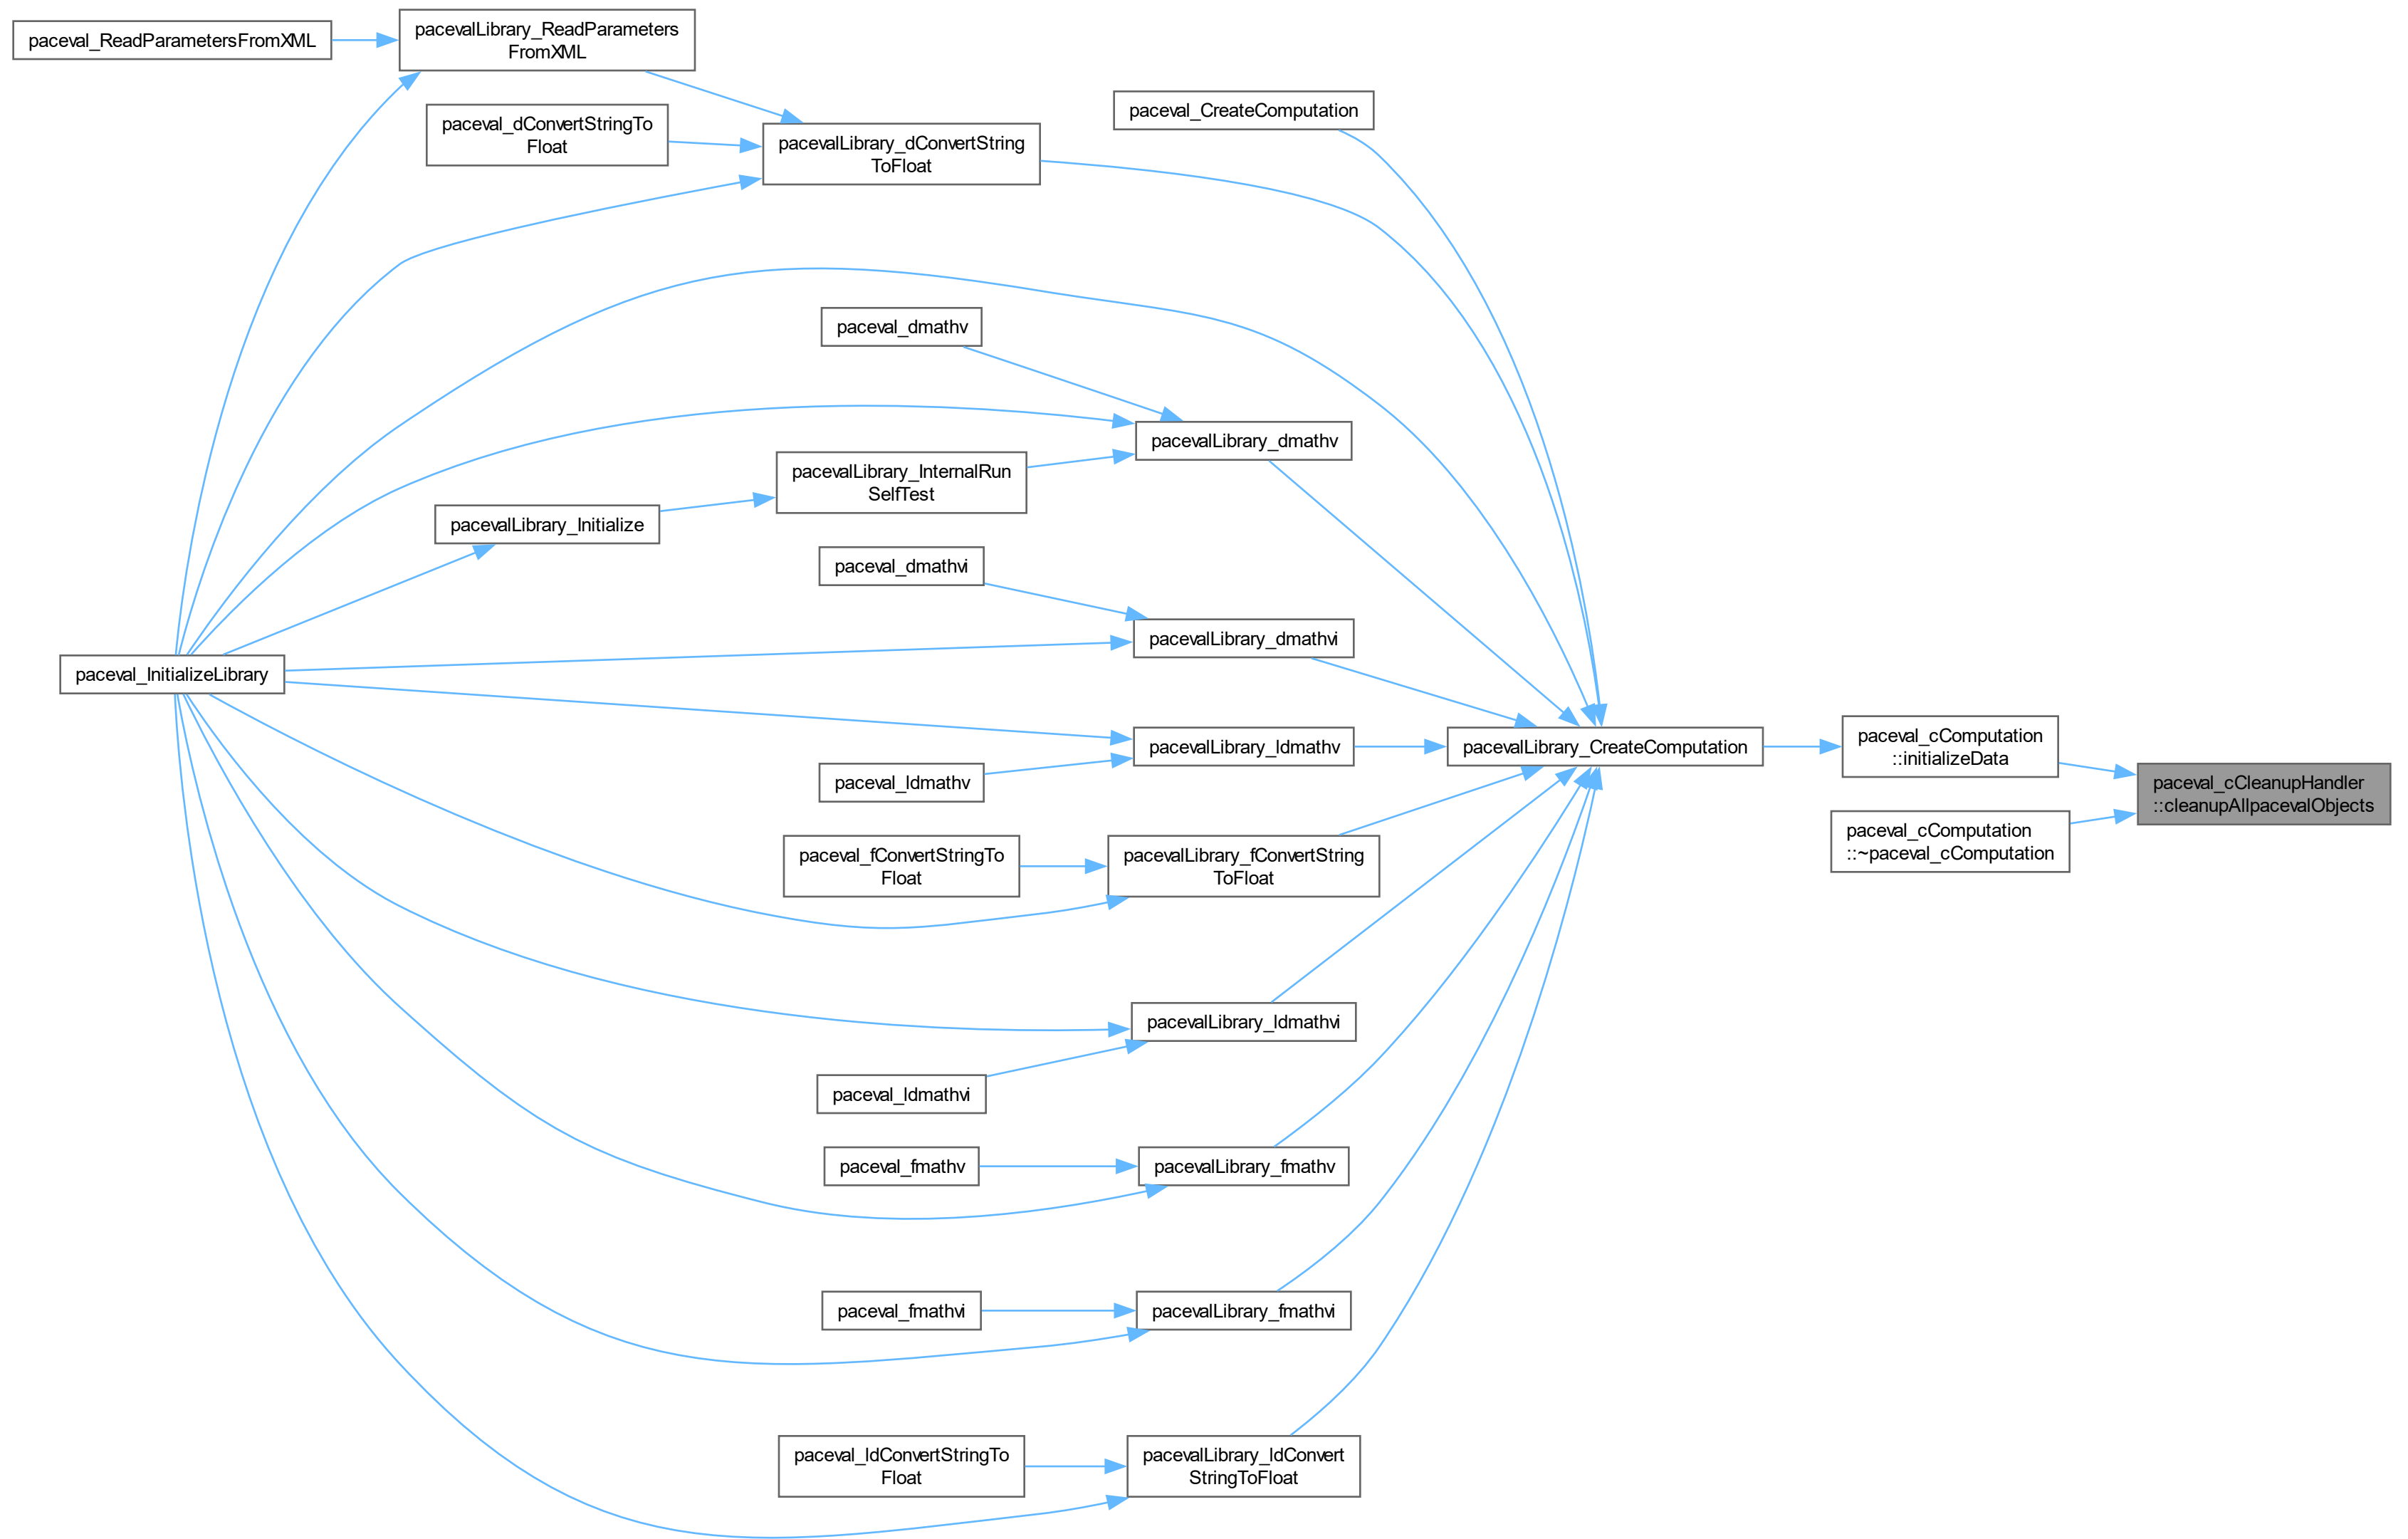 paceval_ReadParametersFromXML
pacevalLibrary_ReadParameters
FromXML
paceval_CreateComputation
paceval_dConvertStringTo
Float
pacevalLibrary_dConvertString
ToFloat
paceval_dmathv
pacevalLibrary_dmathv
pacevalLibrary_InternalRun
SelfTest
pacevalLibrary_Initialize
paceval_dmathvi
pacevalLibrary_dmathvi
paceval_InitializeLibrary
pacevalLibrary_ldmathv
paceval_ldmathv
pacevalLibrary_CreateComputation
paceval_cComputation
::initializeData
paceval_cCleanupHandler
::cleanupAllpacevalObjects
paceval_cComputation
::~paceval_cComputation
paceval_fConvertStringTo
Float
pacevalLibrary_fConvertString
ToFloat
pacevalLibrary_ldmathvi
paceval_ldmathvi
paceval_fmathv
pacevalLibrary_fmathv
paceval_fmathvi
pacevalLibrary_fmathvi
paceval_ldConvertStringTo
Float
pacevalLibrary_ldConvert
StringToFloat